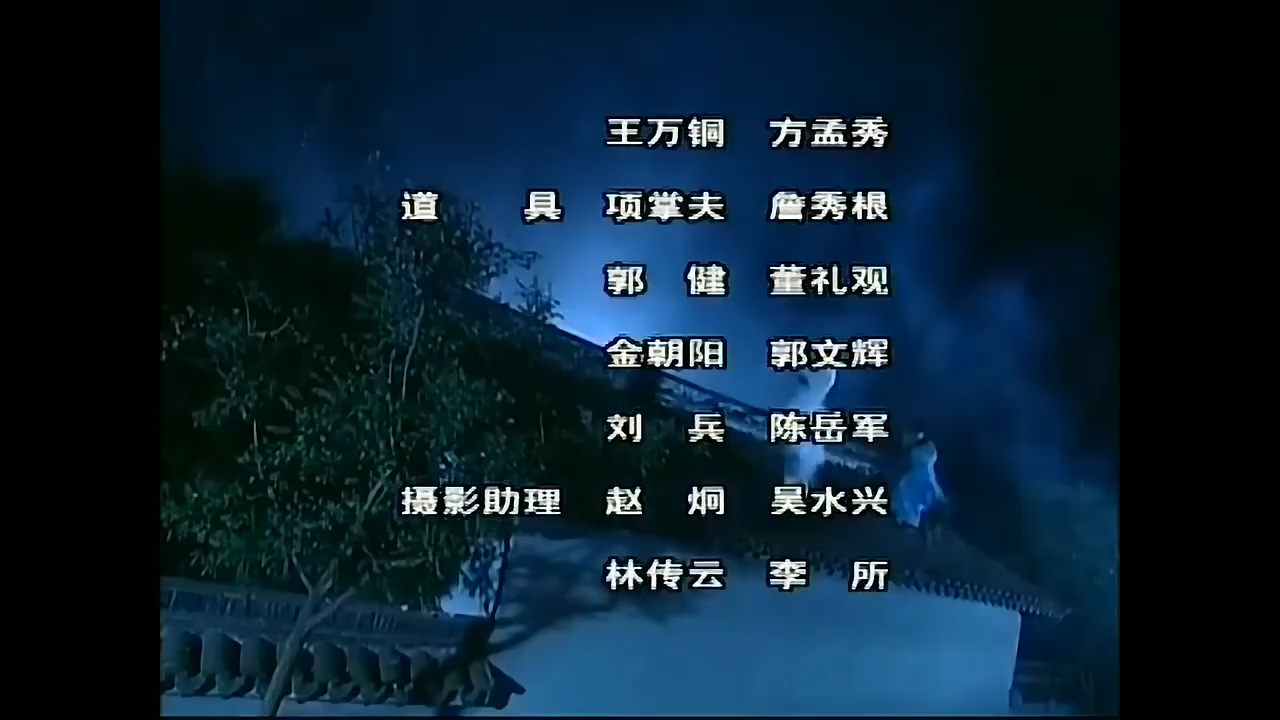 王万铜 方孟秀
道具 项掌夫 詹秀根
郭健 董礼观
金朝阳 郭文辉
刘兵 陈岳军
摄影助理 赵炯 吴水兴
林传云 李所